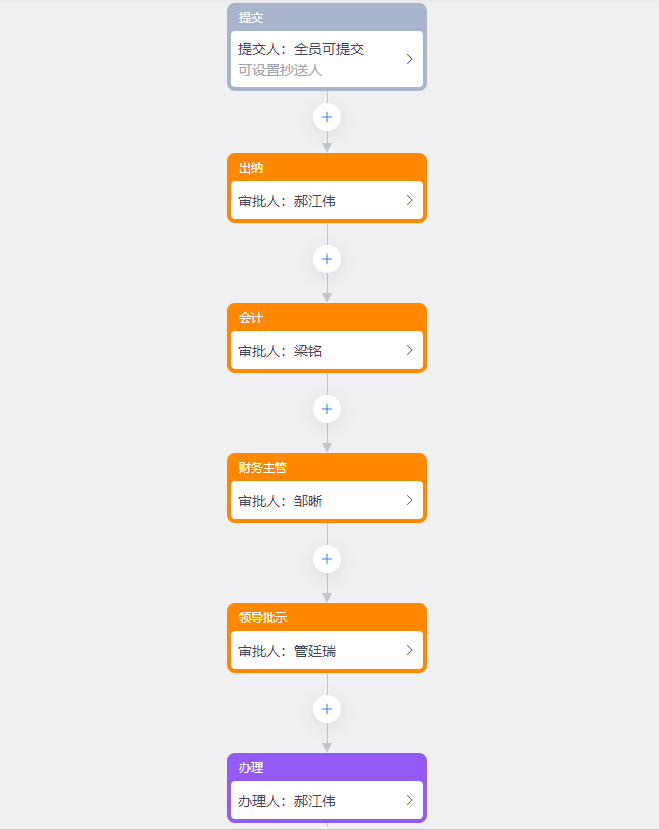 提交
提交人：全员可提交
可设置抄送人
出纳
审批人：郝江伟
会计
审批人：梁铭
财务主管
审批人：邹晰
领导批示
审批人：管廷瑞
办理
办理人：郝江伟